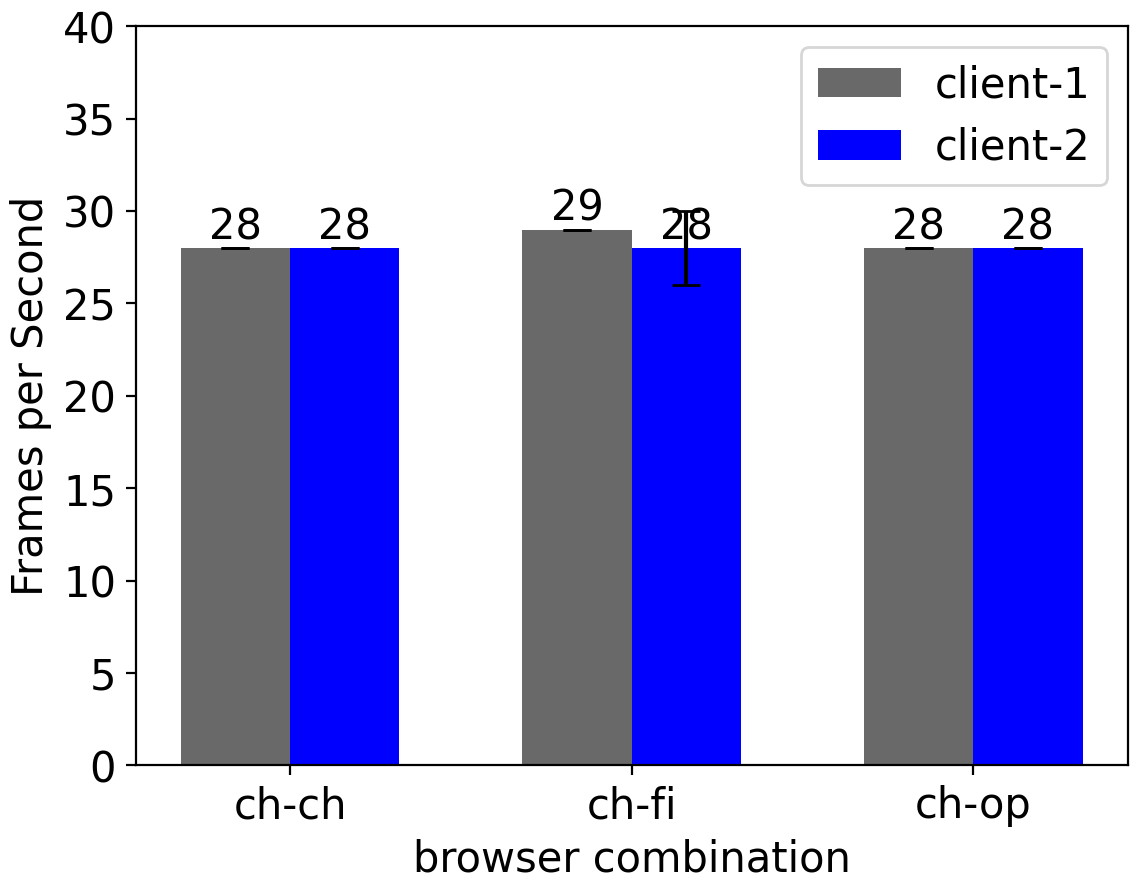 40
35
30
25
20
15
10
5
0
Frames per Second
client-1
client-2
28 28
29 28
28 28
ch-ch ch-fi ch-op
browser combination